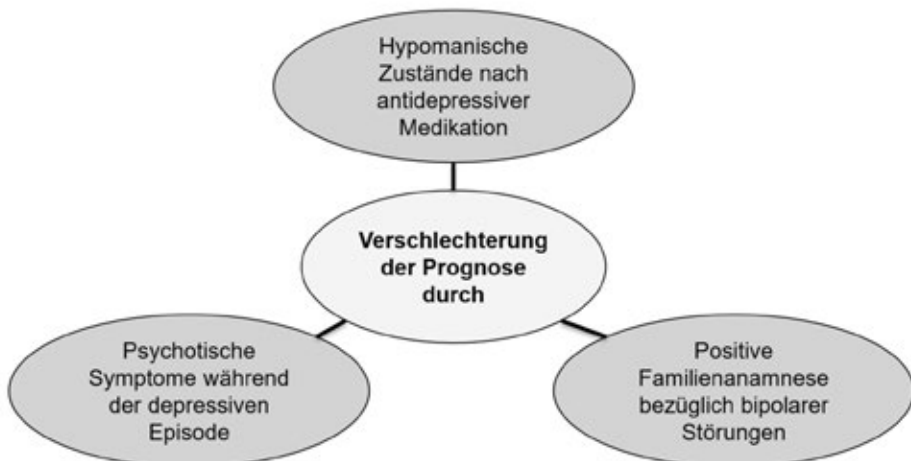 Hypomanische
Zustände nach
antidepressiver
Medikation
Verschlechterung
der Prognose
durch
Psychotische
Symptome während
der depressiven
Episode
Positive
Familienanamnese
bezüglich bipolarer
Störungen